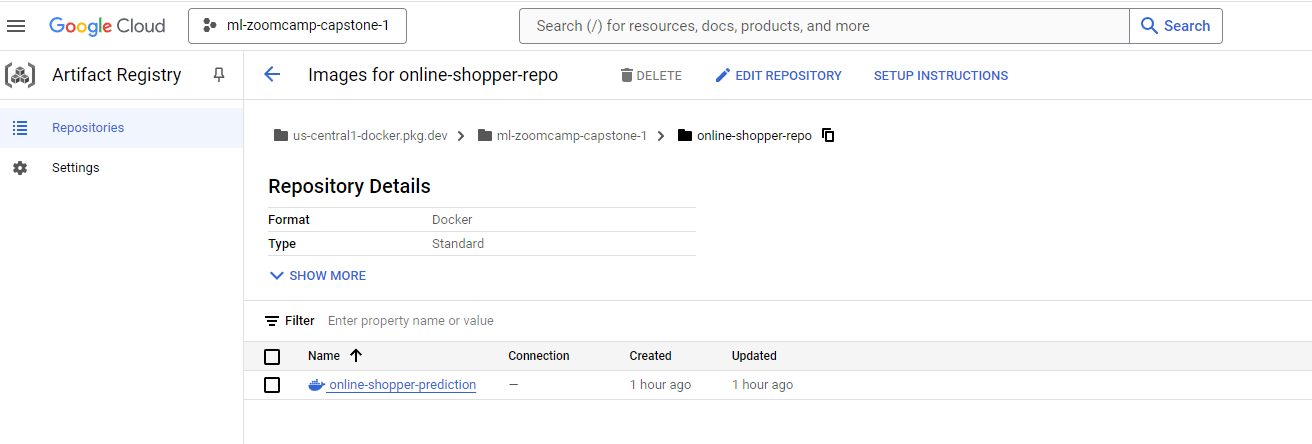 Google Cloud ml-zoomcamp-capstone-1 Search (/) for resources, docs, products, and more Search
Artifact Registry Images for online-shopper-repo DELETE EDIT REPOSITORY SETUP INSTRUCTIONS
Repositories
Settings
us-central1-docker.pkg.dev ml-zoomcamp-capstone-1 online-shopper-repo
Repository Details
Format Docker
Type Standard
SHOW MORE
Filter Enter property name or value
Name Connection Created Updated
online-shopper-prediction — 1 hour ago 1 hour ago